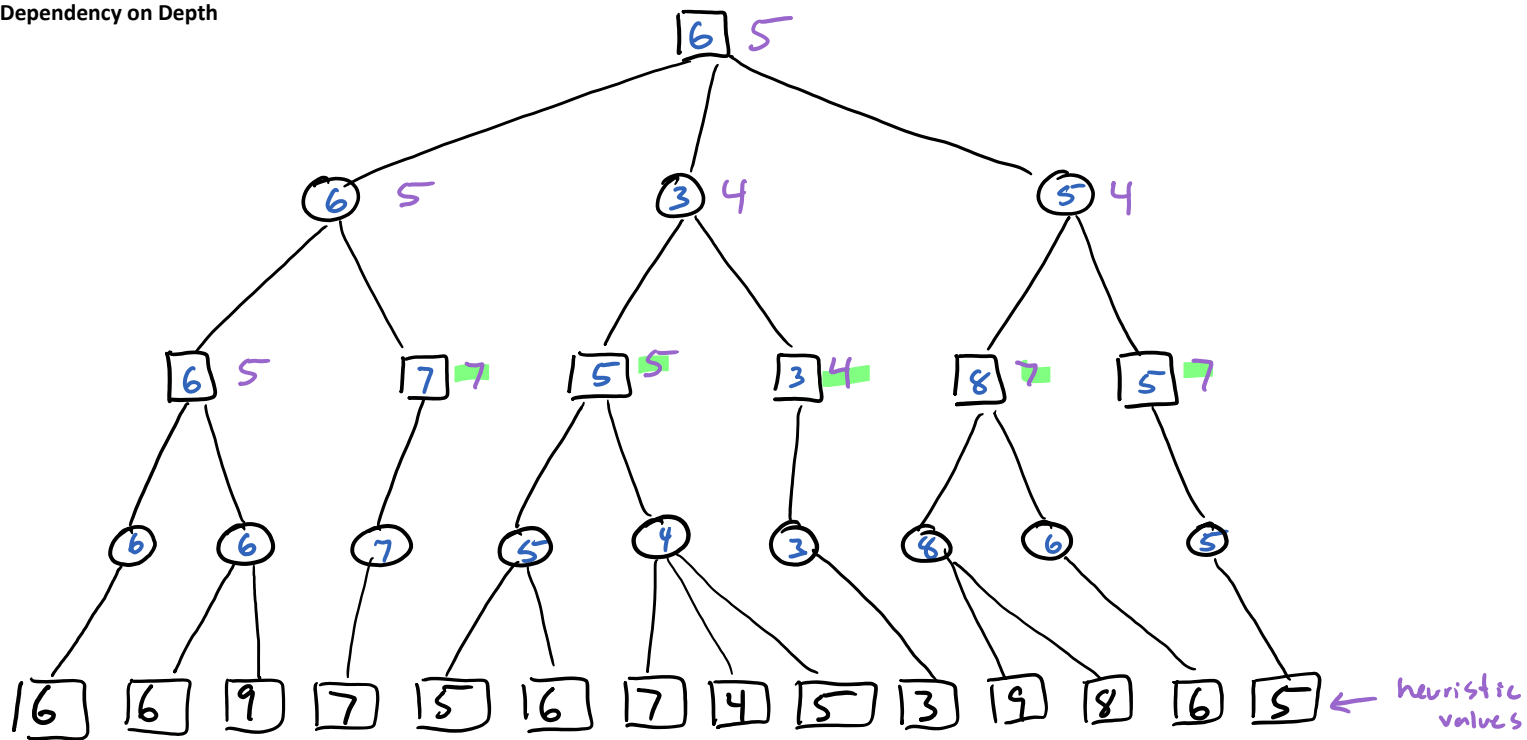 Dependency on Depth
6 5
6 5 3 4 5 4
6 5 7 7 5 5 3 4 8 7 5 7
6 6 7 5 4 3 8 6 5
6 6 9 7 5 6 7 4 5 3 9 8 6 5
heuristic
values